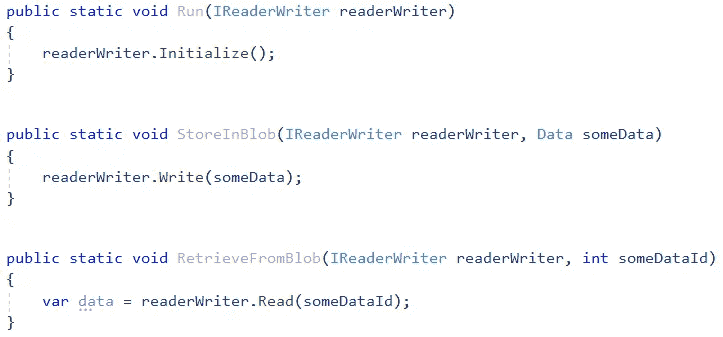 public static void Run(IReaderWriter readerWriter)
{
    readerWriter.Initialize();
}
public static void StoreInBlob(IReaderWriter readerWriter, Data someData)
{
    readerWriter.Write(someData);
}
public static void RetrieveFromBlob(IReaderWriter readerWriter, int someDataId)
{
    var data = readerWriter.Read(someDataId);
}